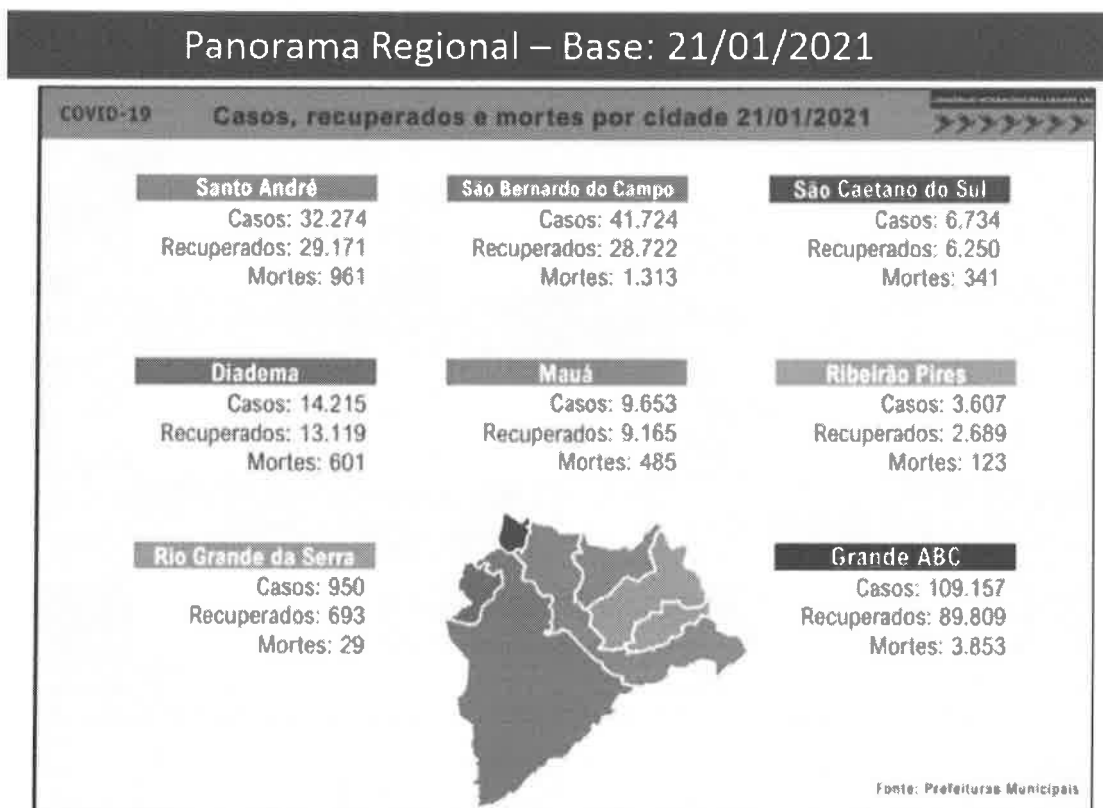 Panorama Regional – Base: 21/01/2021
COVID-19
Casos, recuperados e mortes por cidade 21/01/2021
Santo André
Casos: 32.274
Recuperados: 29.171
Mortes: 961
São Bernardo do Campo
Casos: 41.724
Recuperados: 28.722
Mortes: 1.313
São Caetano do Sul
Casos: 6.734
Recuperados: 6.250
Mortes: 341
Diadema
Casos: 14.215
Recuperados: 13.119
Mortes: 601
Mauá
Casos: 9.653
Recuperados: 9.165
Mortes: 485
Ribeirão Pires
Casos: 3.607
Recuperados: 2.689
Mortes: 123
Rio Grande da Serra
Casos: 950
Recuperados: 693
Mortes: 29
Grande ABC
Casos: 109.157
Recuperados: 89.809
Mortes: 3.853
Fonte: Prefeituras Municipais